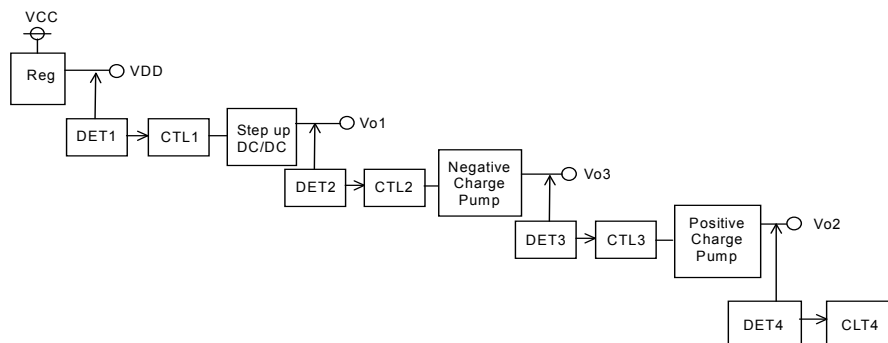 VCC
Reg
VDD
DET1
CTL1
Step up
DC/DC
Vo1
DET2
CTL2
Negative
Charge
Pump
Vo3
DET3
CTL3
Positive
Charge
Pump
Vo2
DET4
CLT4